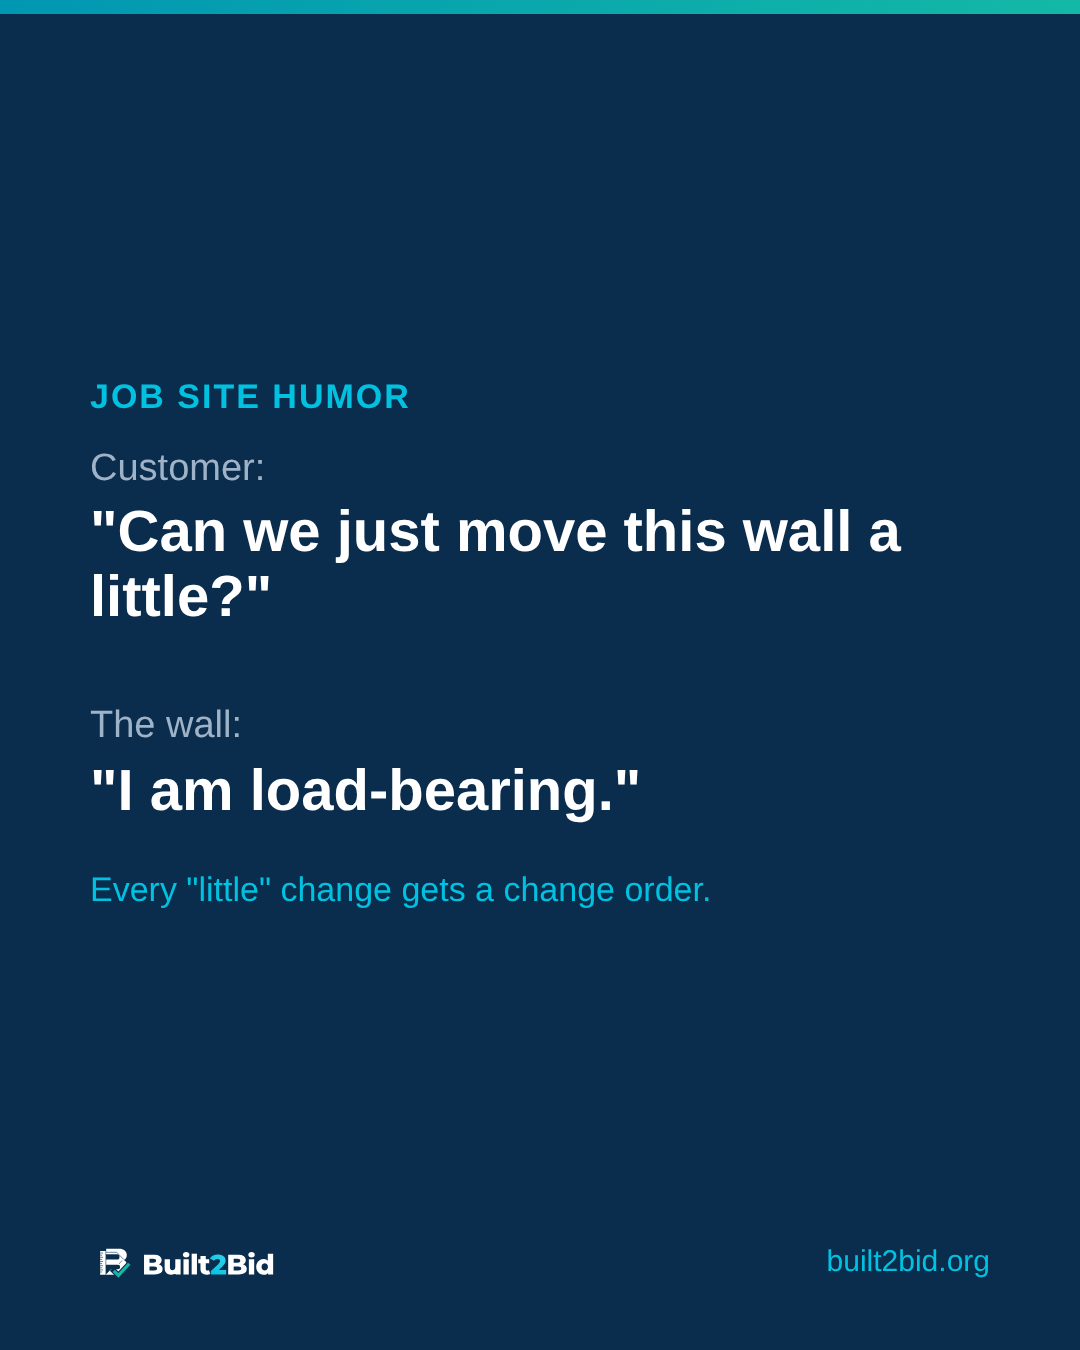 JOB SITE HUMOR
Customer:
"Can we just move this wall a
little?"
The wall:
"I am load-bearing."
Every "little" change gets a change order.
Built2Bid
built2bid.org